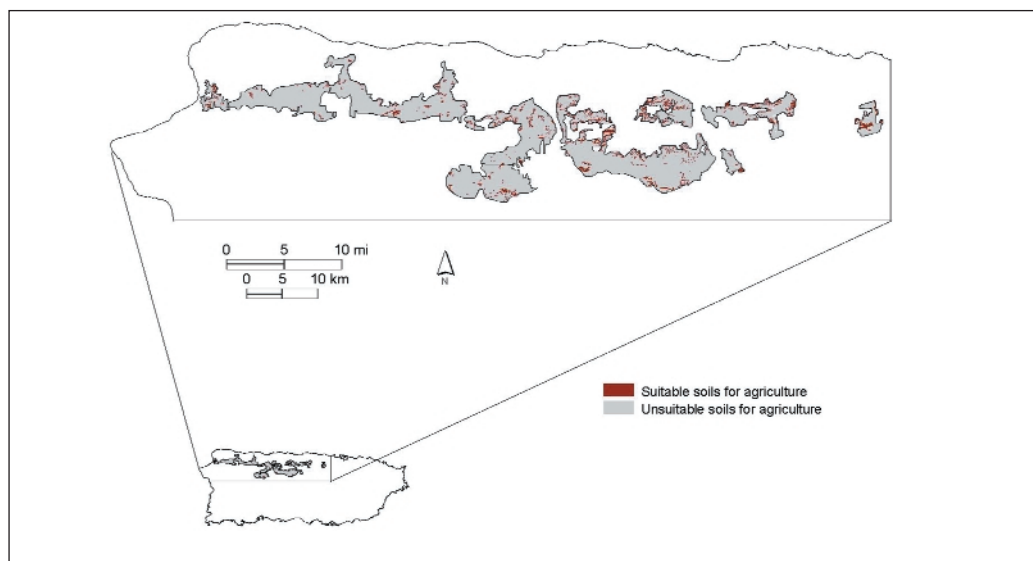 0 5 10 mi
0 5 10 km
N
Suitable soils for agriculture
Unsuitable soils for agriculture